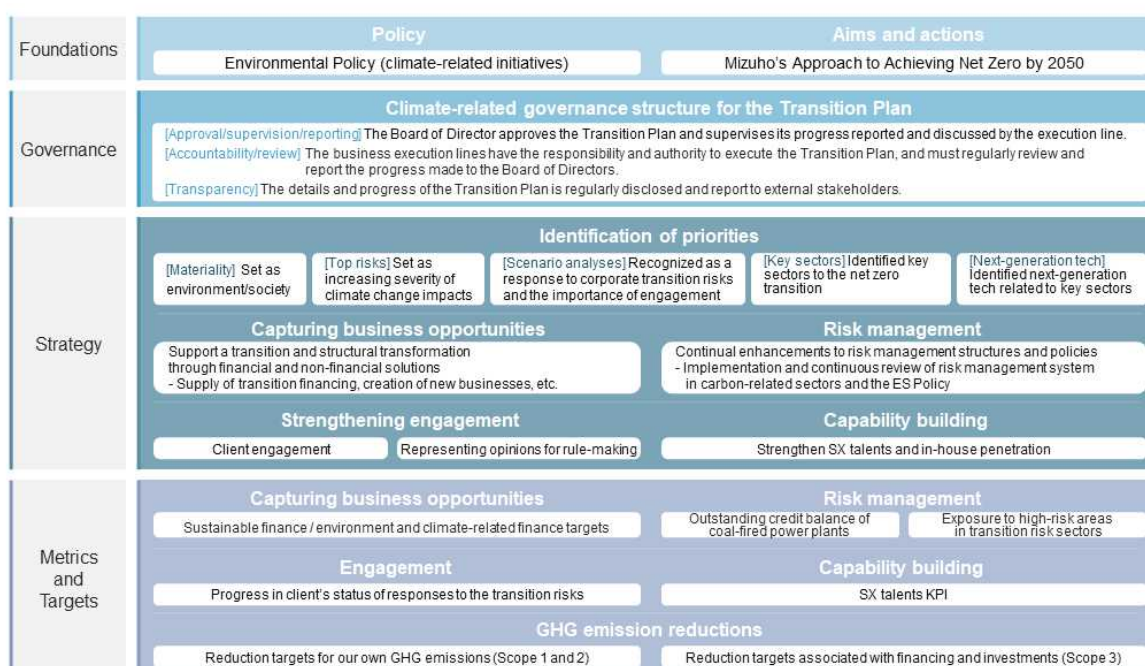 Foundations
Policy
Aims and actions
Environmental Policy (climate-related initiatives)
Mizuho's Approach to Achieving Net Zero by 2050
Governance
Climate-related governance structure for the Transition Plan
[Approval/supervision/reporting] The Board of Director approves the Transition Plan and supervises its progress reported and discussed by the execution line.
[Accountability/review] The business execution lines have the responsibility and authority to execute the Transition Plan, and must regularly review and
report the progress made to the Board of Directors.
[Transparency] The details and progress of the Transition Plan is regularly disclosed and report to external stakeholders.
Strategy
Identification of priorities
[Materiality] Set as
environment/society
[Top risks] Set as
increasing severity of
climate change impacts
[Scenario analyses] Recognized as a
response to corporate transition risks
and the importance of engagement
[Key sectors] Identified key
sectors to the net zero
transition
[Next-generation tech]
Identified next-generation
tech related to key sectors
Capturing business opportunities
Support a transition and structural transformation
through financial and non-financial solutions
- Supply of transition financing, creation of new businesses, etc.
Risk management
Continual enhancements to risk management structures and policies
- Implementation and continuous review of risk management system
in carbon-related sectors and the ES Policy
Strengthening engagement
Client engagement
Representing opinions for rule-making
Capability building
Strengthen SX talents and in-house penetration
Metrics
and
Targets
Capturing business opportunities
Sustainable finance / environment and climate-related finance targets
Risk management
Outstanding credit balance of
coal-fired power plants
Exposure to high-risk areas
in transition risk sectors
Engagement
Progress in client's status of responses to the transition risks
Capability building
SX talents KPI
GHG emission reductions
Reduction targets for our own GHG emissions (Scope 1 and 2)
Reduction targets associated with financing and investments (Scope 3)